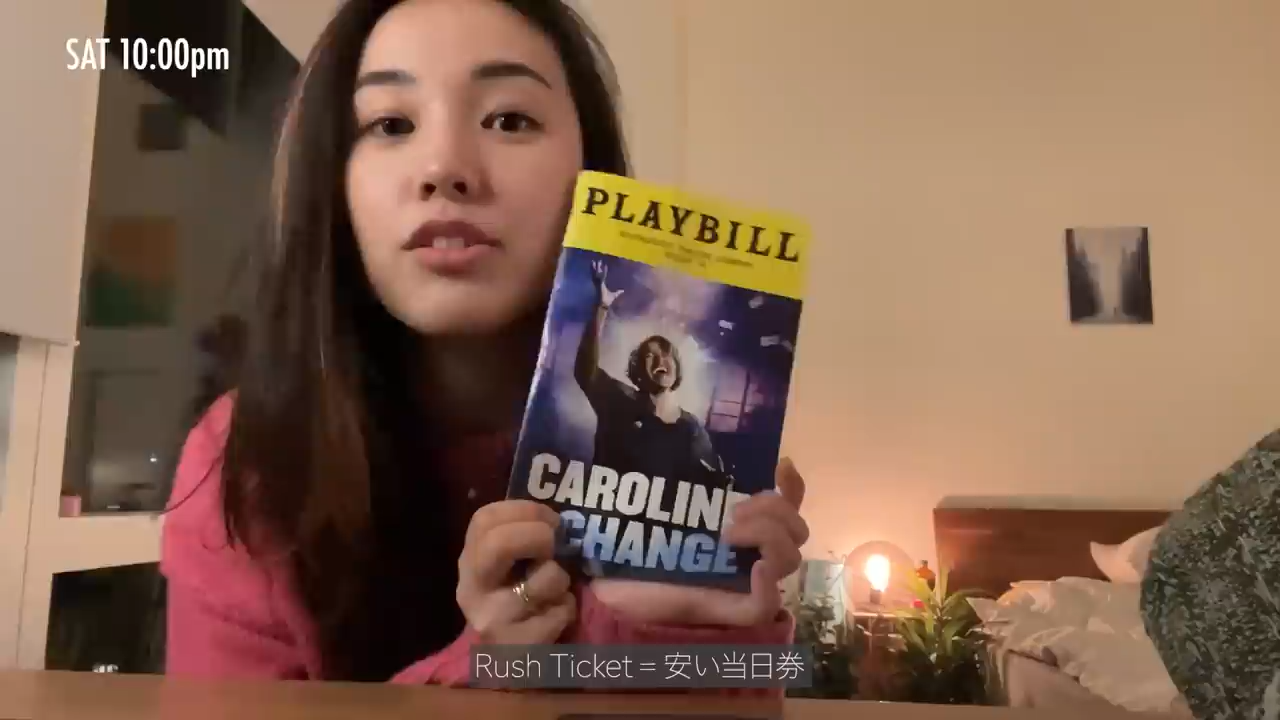 SAT 10:00pm
PLAYBILL
CAROLINE
CHANGE
Rush Ticket = 安い当日券